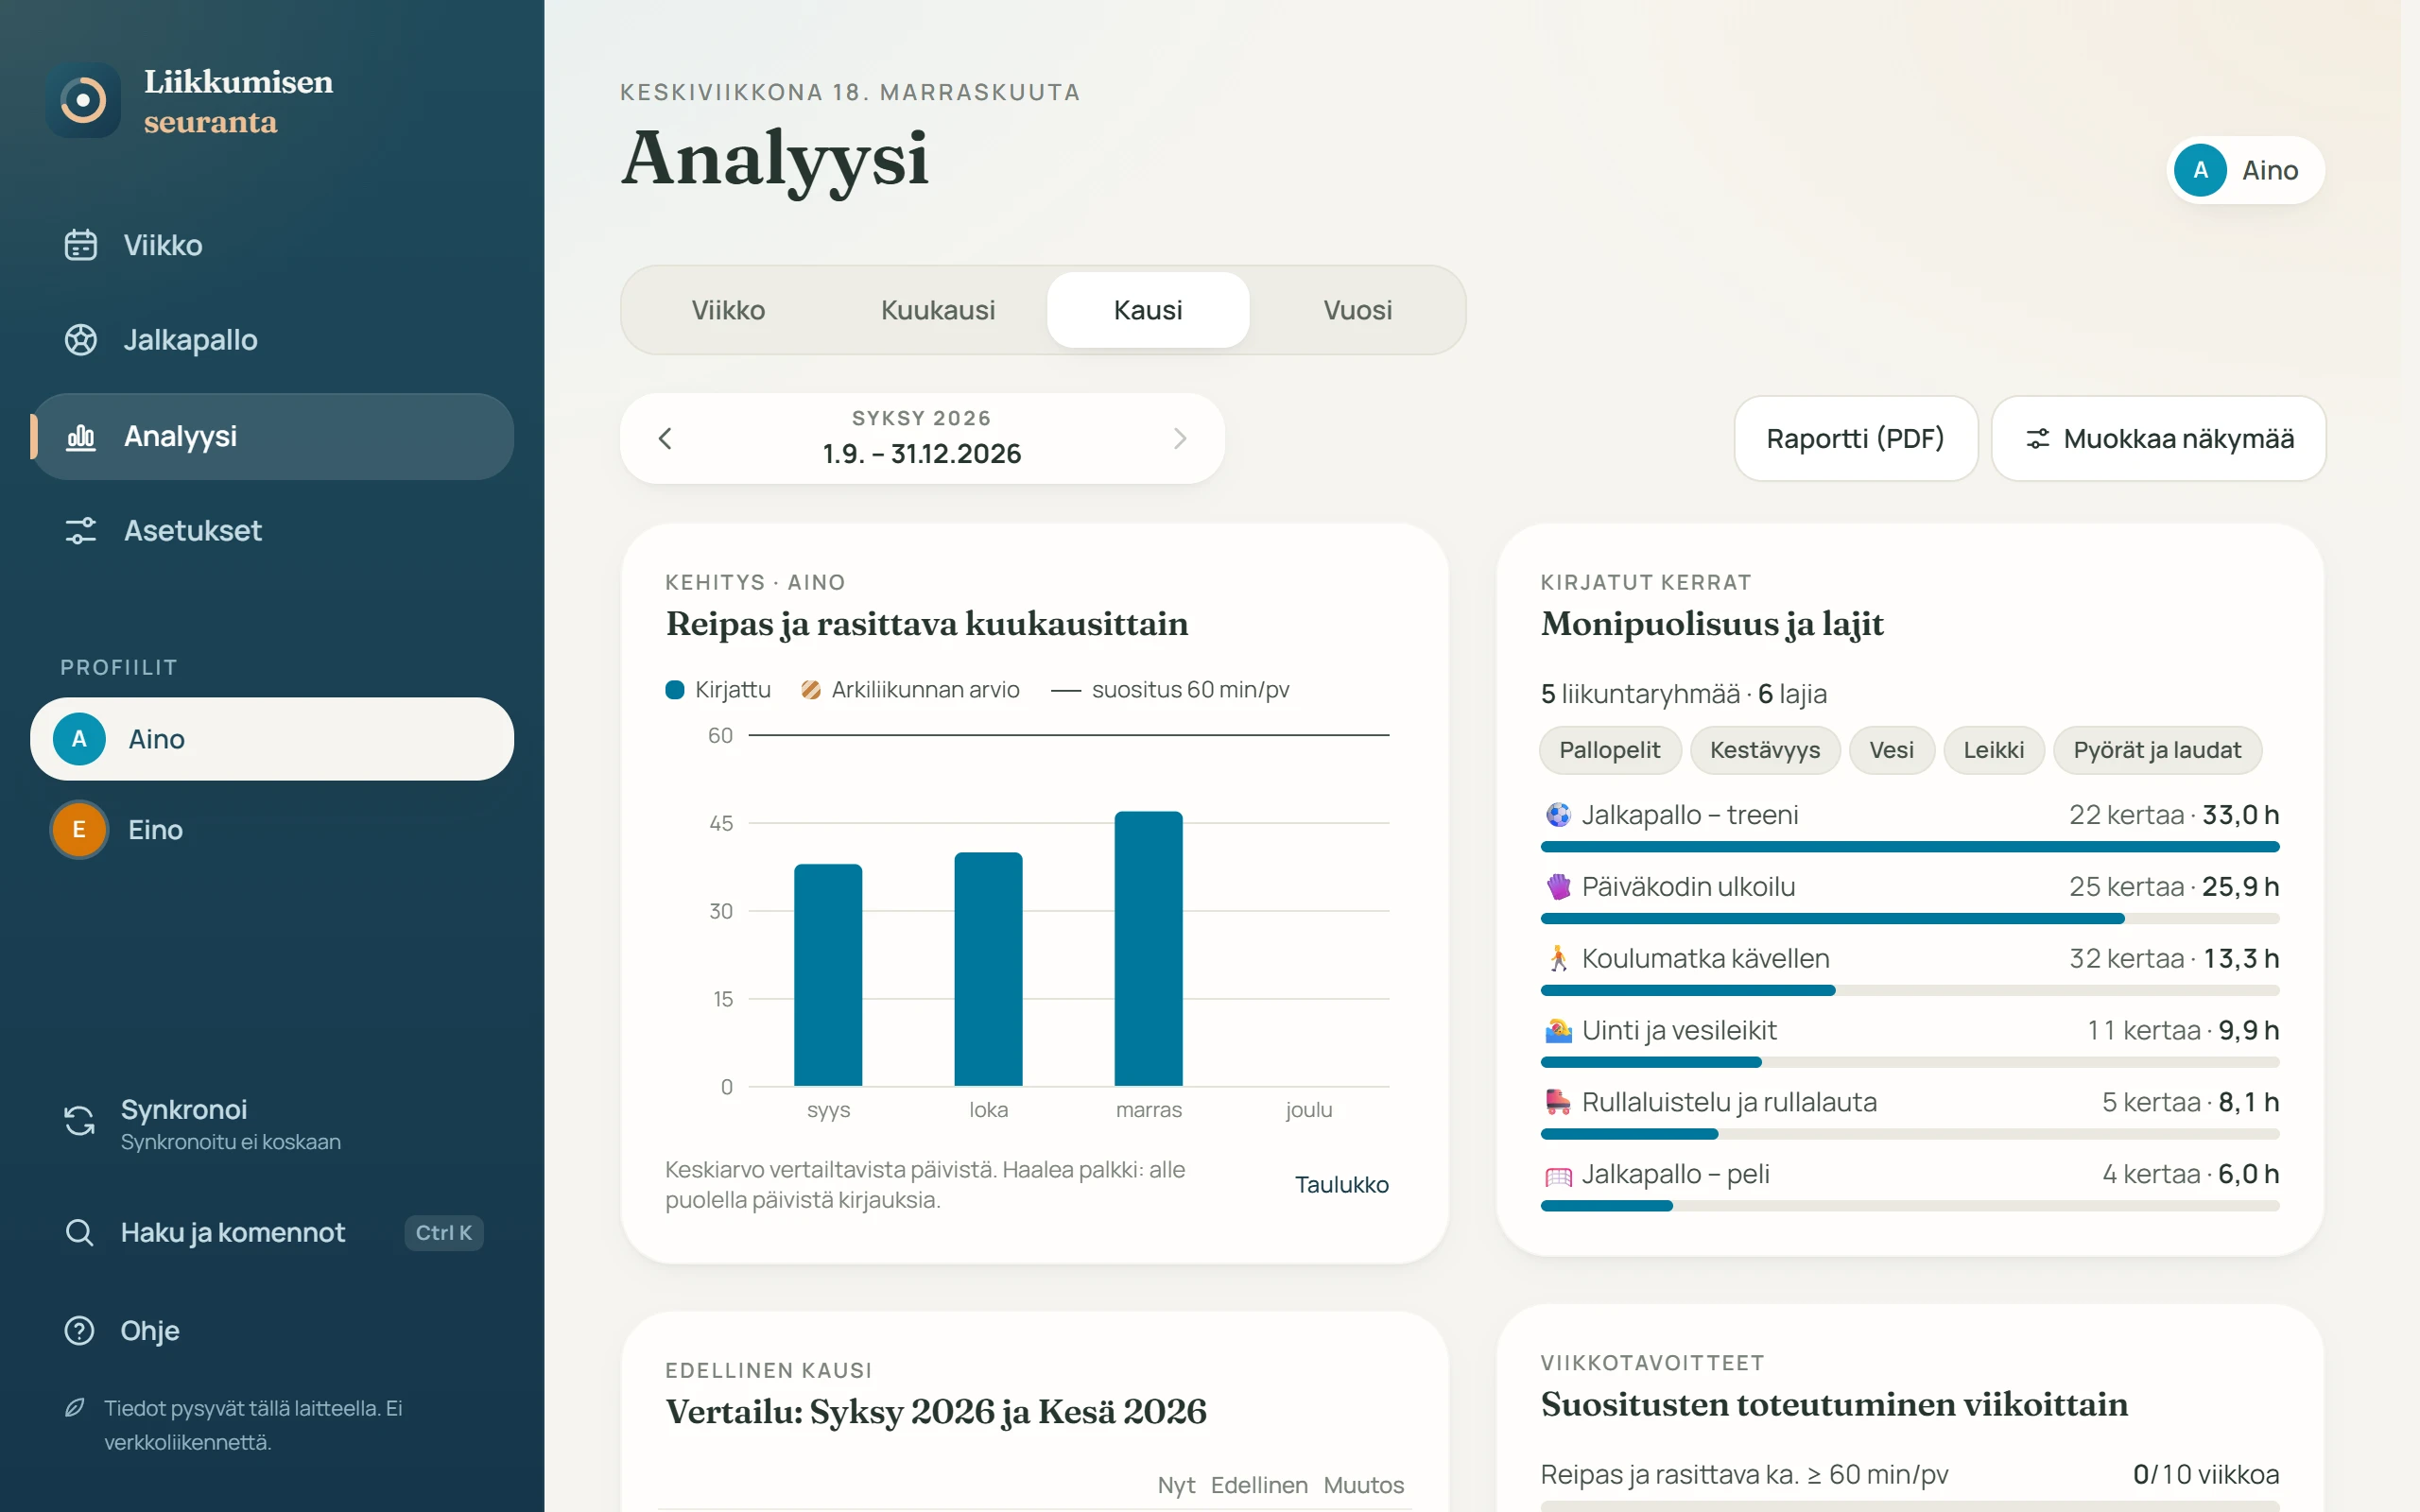 Liikkumisen
seuranta
Viikko
Jalkapallo
Analyysi
Asetukset
PROFIILIT
A Aino
E Eino
Synkronoi
Synkronoitu ei koskaan
Haku ja komennot Ctrl K
Ohje
Tiedot pysyvät tällä laitteella. Ei
verkkoliikennettä.
KESKIVIIKKONA 18. MARRASKUUTA
Analyysi
A Aino
Viikko Kuukausi Kausi Vuosi
SYKSY 2026
1.9. – 31.12.2026
Raportti (PDF) Muokkaa näkymää
KEHITYS · AINO
Reipas ja rasittava kuukausittain
Kirjattu Arkiliikunnan arvio suositus 60 min/pv
60
45
30
15
0
syys loka marras joulu
Keskiarvo vertailtavista päivistä. Haalea palkki: alle
puolella päivistä kirjauksia.
Taulukko
KIRJATUT KERRAT
Monipuolisuus ja lajit
5 liikuntaryhmää · 6 lajia
Pallopelit Kestävyys Vesi Leikki Pyörät ja laudat
Jalkapallo – treeni 22 kertaa · 33,0 h
Päiväkodin ulkoilu 25 kertaa · 25,9 h
Koulumatka kävellen 32 kertaa · 13,3 h
Uinti ja vesileikit 11 kertaa · 9,9 h
Rullaluistelu ja rullalauta 5 kertaa · 8,1 h
Jalkapallo – peli 4 kertaa · 6,0 h
EDELLINEN KAUSI
Vertailu: Syksy 2026 ja Kesä 2026
Nyt Edellinen Muutos
VIIKKOTAVOITTEET
Suositusten toteutuminen viikoittain
Reipas ja rasittava ka. ≥ 60 min/pv 0/10 viikkoa